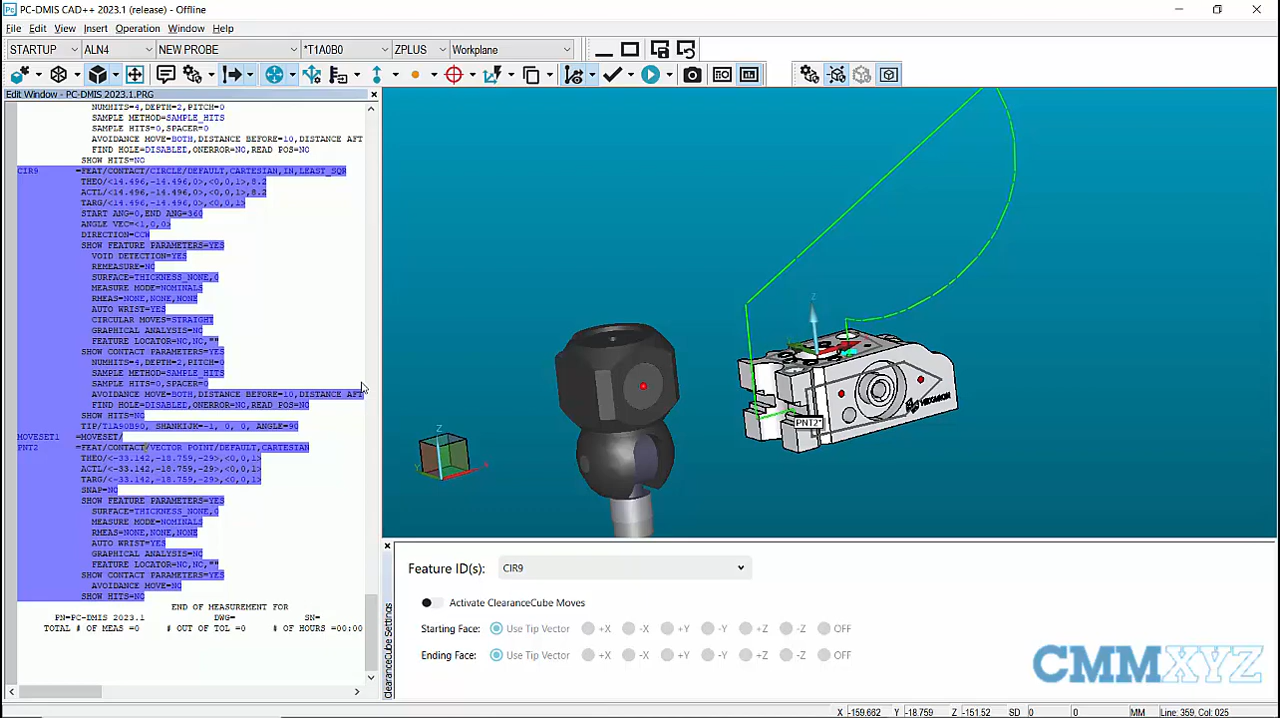 PC-DMIS CAD++ 2023.1 (release) - Offline
File Edit View Insert Operation Window Help
STARTUP ALN4 NEW PROBE *T1A0B0 ZPLUS Workplane
Edit Window - PC-DMIS 2023.1.PRG
NUMHITS=4,DEPTH=2,PITCH=0
SAMPLE METHOD=SAMPLE_HITS
SAMPLE HITS=0,SPACER=0
AVOIDANCE MOVE=BOTH,DISTANCE BEFORE=10,DISTANCE AFT
FIND HOLE=DISABLED,ONERROR=NO,READ POS=NO
SHOW HITS=NO
CIR9 =FEAT/CONTACT/CIRCLE/DEFAULT,CARTESIAN,IN,LEAST_SQR
THEO/<14.496,-14.496,0>,<0,0,1>,8.2
ACTL/<14.496,-14.496,0>,<0,0,1>,8.2
TARG/<14.496,-14.496,0>,<0,0,1>
START ANG=0,END ANG=360
ANGLE VEC=<1,0,0>
DIRECTION=CCW
SHOW FEATURE PARAMETERS=YES
VOID DETECTION=YES
REMEASURE=NO
SURFACE=THICKNESS_NONE,0
MEASURE MODE=NOMINALS
RMEAS=NONE,NONE,NONE
AUTO WRIST=YES
CIRCULAR MOVES=STRAIGHT
GRAPHICAL ANALYSIS=NO
FEATURE LOCATOR=NO,NO,""
SHOW CONTACT PARAMETERS=YES
NUMHITS=4,DEPTH=2,PITCH=0
SAMPLE METHOD=SAMPLE_HITS
SAMPLE HITS=0,SPACER=0
AVOIDANCE MOVE=BOTH,DISTANCE BEFORE=10,DISTANCE AFT
FIND HOLE=DISABLED,ONERROR=NO,READ POS=NO
SHOW HITS=NO
TIP/T1A90B90, SHANKIJK=-1, 0, 0, ANGLE=90
MOVESET1 =MOVESET/
PNT2 =FEAT/CONTACT/VECTOR POINT/DEFAULT,CARTESIAN
THEO/<-33.142,-18.759,-29>,<0,0,1>
ACTL/<-33.142,-18.759,-29>,<0,0,1>
TARG/<-33.142,-18.759,-29>,<0,0,1>
SNAP=NO
SHOW FEATURE PARAMETERS=YES
SURFACE=THICKNESS_NONE,0
MEASURE MODE=NOMINALS
RMEAS=NONE,NONE,NONE
AUTO WRIST=YES
GRAPHICAL ANALYSIS=NO
FEATURE LOCATOR=NO,NO,""
SHOW CONTACT PARAMETERS=YES
AVOIDANCE MOVE=NO
SHOW HITS=NO
END OF MEASUREMENT FOR
PN=PC-DMIS 2023.1 DWG= SN=
TOTAL # OF MEAS =0 # OUT OF TOL =0 # OF HOURS =00:00
Z
HEXAGON
PNT2*
Z
X
Y
ClearanceCube Settings
Feature ID(s): CIR9
Activate ClearanceCube Moves
Starting Face: Use Tip Vector +X -X +Y -Y +Z -Z OFF
Ending Face: Use Tip Vector +X -X +Y -Y +Z -Z OFF
CMMXYZ
X -159.662 Y -18.759 Z -151.52 SD 0 0 MM Line: 359, Col: 025